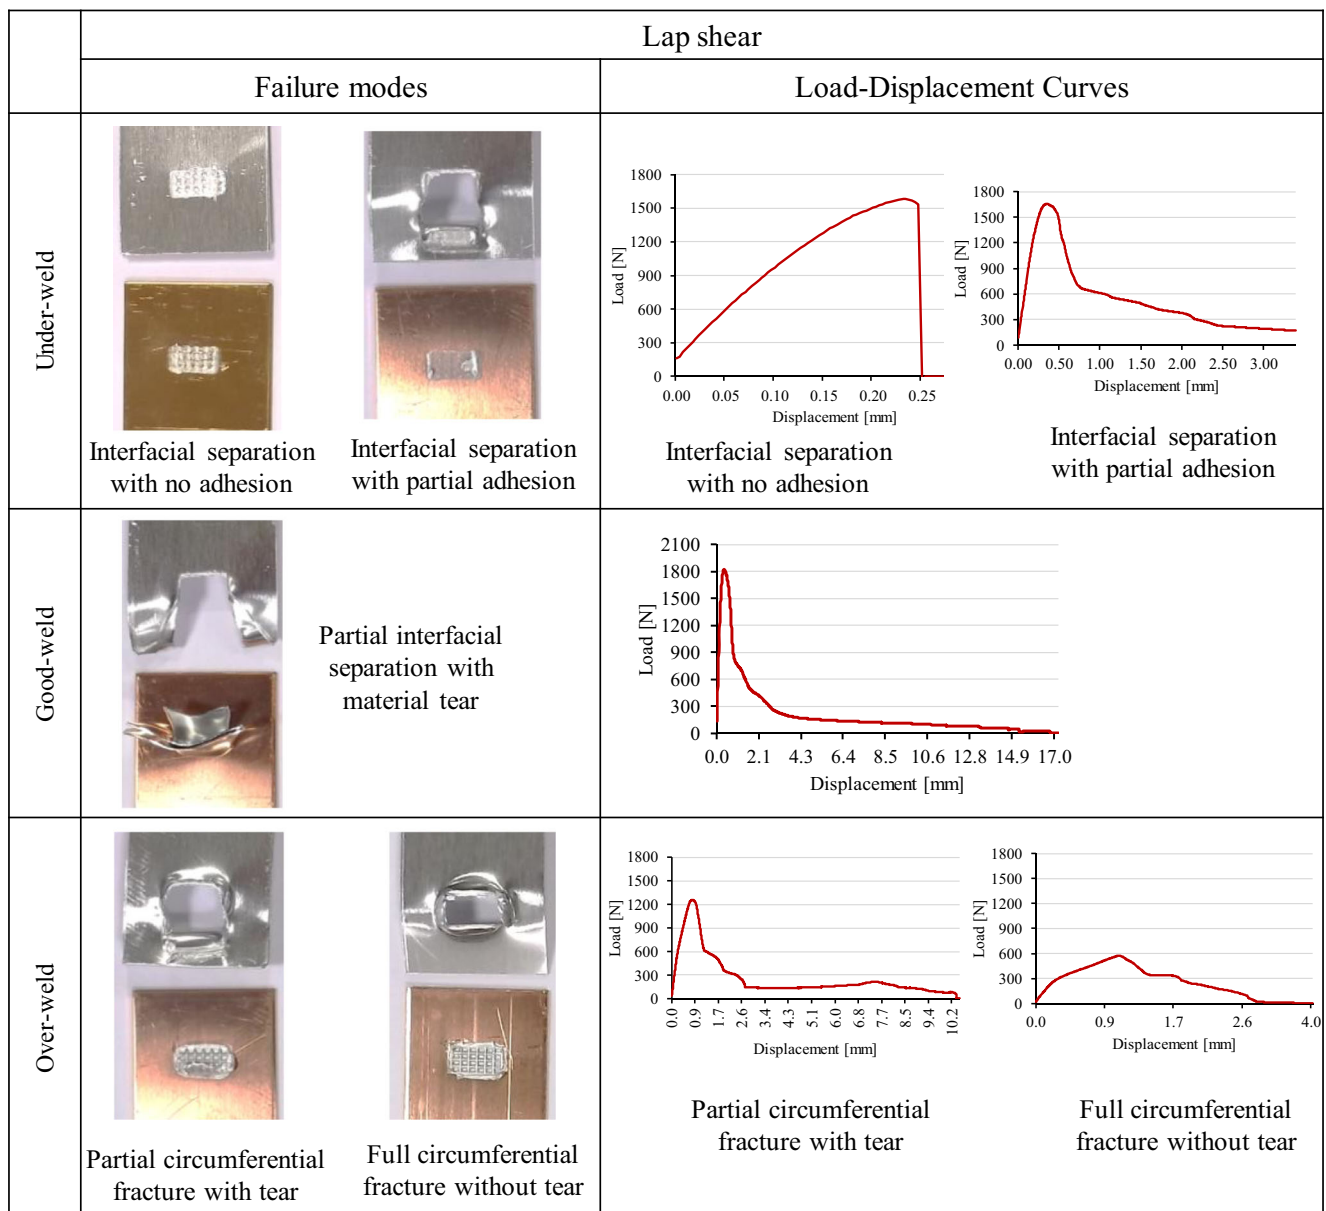 Lap shear
Failure modes
Load-Displacement Curves
Under-weld
Interfacial separation
with no adhesion
Interfacial separation
with partial adhesion
Load [N]
1800
1500
1200
900
600
300
0
0.00 0.05 0.10 0.15 0.20 0.25
Displacement [mm]
Interfacial separation
with no adhesion
Load [N]
1800
1500
1200
900
600
300
0
0.00 0.50 1.00 1.50 2.00 2.50 3.00
Displacement [mm]
Interfacial separation
with partial adhesion
Good-weld
Partial interfacial
separation with
material tear
Load [N]
2100
1800
1500
1200
900
600
300
0
0.0 2.1 4.3 6.4 8.5 10.6 12.8 14.9 17.0
Displacement [mm]
Over-weld
Partial circumferential
fracture with tear
Full circumferential
fracture without tear
Load [N]
1800
1500
1200
900
600
300
0
0.0 0.9 1.7 2.6 3.4 4.3 5.1 6.0 6.8 7.7 8.5 9.4 10.2
Displacement [mm]
Partial circumferential
fracture with tear
Load [N]
1800
1500
1200
900
600
300
0
0.0 0.9 1.7 2.6 4.0
Displacement [mm]
Full circumferential
fracture without tear